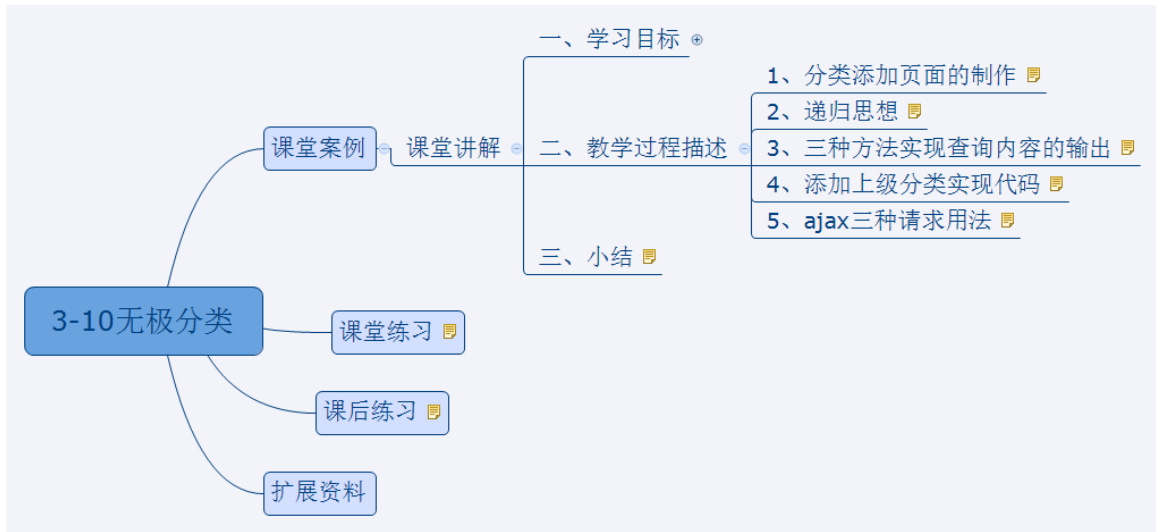 3-10无极分类
课堂案例
课堂讲解
一、学习目标
二、教学过程描述
1、分类添加页面的制作
2、递归思想
3、三种方法实现查询内容的输出
4、添加上级分类实现代码
5、ajax三种请求用法
三、小结
课堂练习
课后练习
扩展资料